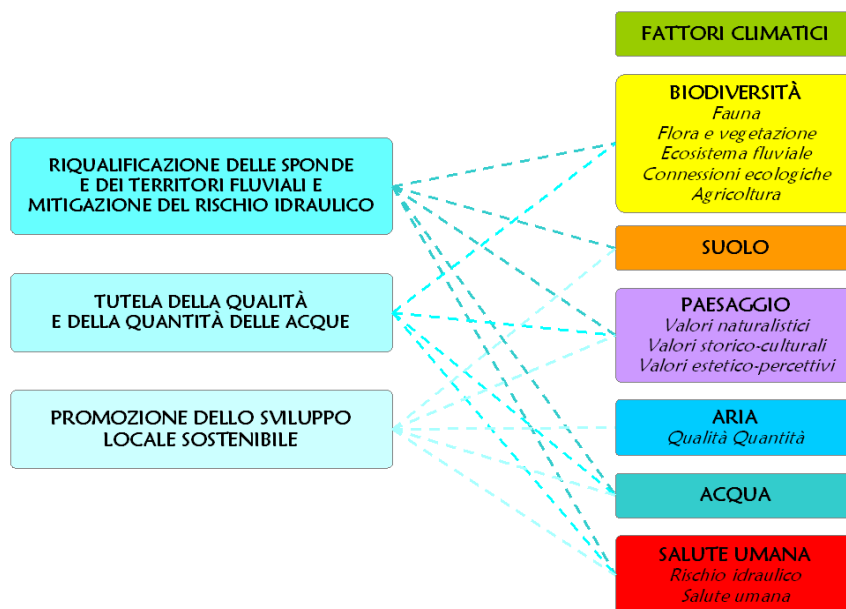 RIQUALIFICAZIONE DELLE SPONDE
E DEI TERRITORI FLUVIALI E
MITIGAZIONE DEL RISCHIO IDRAULICO
TUTELA DELLA QUALITÀ
E DELLA QUANTITÀ DELLE ACQUE
PROMOZIONE DELLO SVILUPPO
LOCALE SOSTENIBILE
FATTORI CLIMATICI
BIODIVERSITÀ
Fauna
Flora e vegetazione
Ecosistema fluviale
Connessioni ecologiche
Agricoltura
SUOLO
PAESAGGIO
Valori naturalistici
Valori storico-culturali
Valori estetico-percettivi
ARIA
Qualità Quantità
ACQUA
SALUTE UMANA
Rischio idraulico
Salute umana